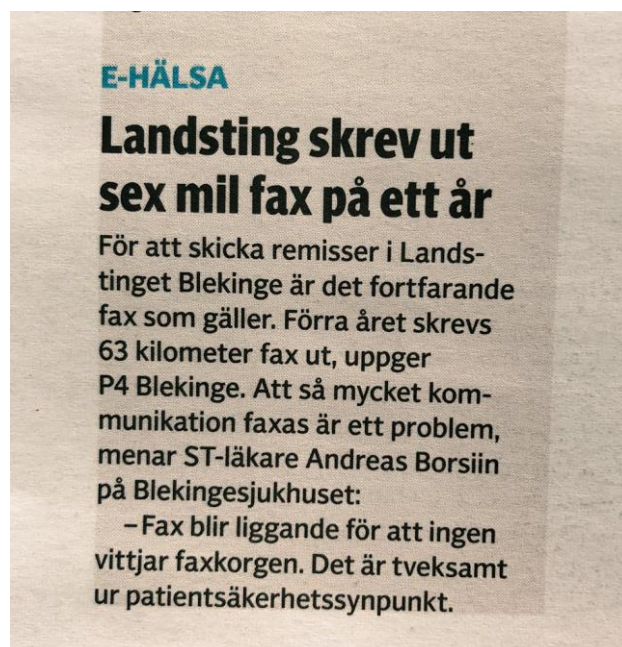 E-HÄLSA
Landsting skrev ut
sex mil fax på ett år
För att skicka remisser i Lands-
tinget Blekinge är det fortfarande
fax som gäller. Förra året skrevs
63 kilometer fax ut, uppger
P4 Blekinge. Att så mycket kom-
munikation faxas är ett problem,
menar ST-läkare Andreas Borsiin
på Blekingesjukhuset:
–Fax blir liggande för att ingen
vittjar faxkorgen. Det är tveksamt
ur patientsäkerhetssynpunkt.